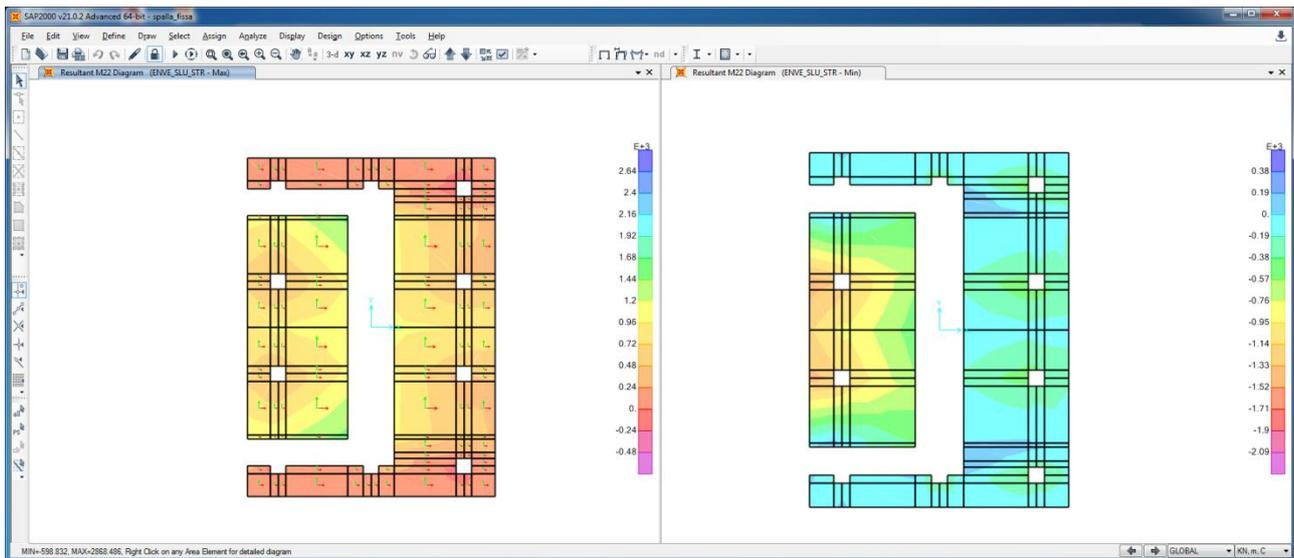 SAP2000 v21.0.2 Advanced 64-bit - spalla_fissa
File Edit View Define Draw Select Assign Analyze Display Design Options Tools Help
3-d xy xz yz nv
nd
Resultant M22 Diagram (ENVE_SLU_STR - Max)
Resultant M22 Diagram (ENVE_SLU_STR - Min)
E+3
2.64
2.4
2.16
1.92
1.68
1.44
1.2
0.96
0.72
0.48
0.24
0.
-0.24
-0.48
E+3
0.38
0.19
0.
-0.19
-0.38
-0.57
-0.76
-0.95
-1.14
-1.33
-1.52
-1.71
-1.9
-2.09
MIN=-598.832, MAX=2868.486, Right Click on any Area Element for detailed diagram
GLOBAL
KN, m, C